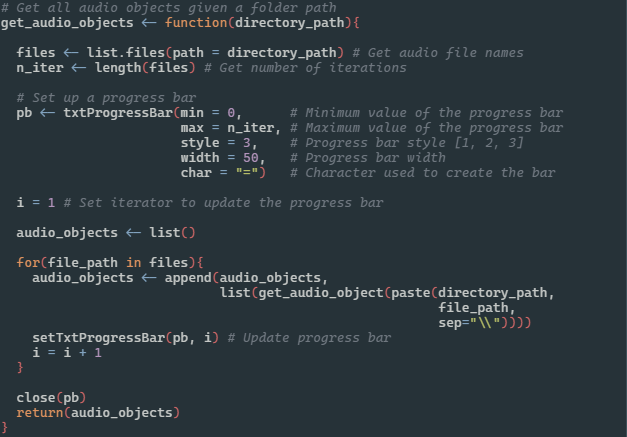 # Get all audio objects given a folder path
get_audio_objects <- function(directory_path){
  files <- list.files(path = directory_path) # Get audio file names
  n_iter <- length(files) # Get number of iterations
  # Set up a progress bar
  pb <- txtProgressBar(min = 0,      # Minimum value of the progress bar
                       max = n_iter, # Maximum value of the progress bar
                       style = 3,    # Progress bar style [1, 2, 3]
                       width = 50,   # Progress bar width
                       char = "=")   # Character used to create the bar
  i = 1 # Set iterator to update the progress bar
  audio_objects <- list()
  for(file_path in files){
    audio_objects <- append(audio_objects,
                            list(get_audio_object(paste(directory_path,
                                                        file_path,
                                                        sep="\\"))))
    setTxtProgressBar(pb, i) # Update progress bar
    i = i + 1
  }
  close(pb)
  return(audio_objects)
}